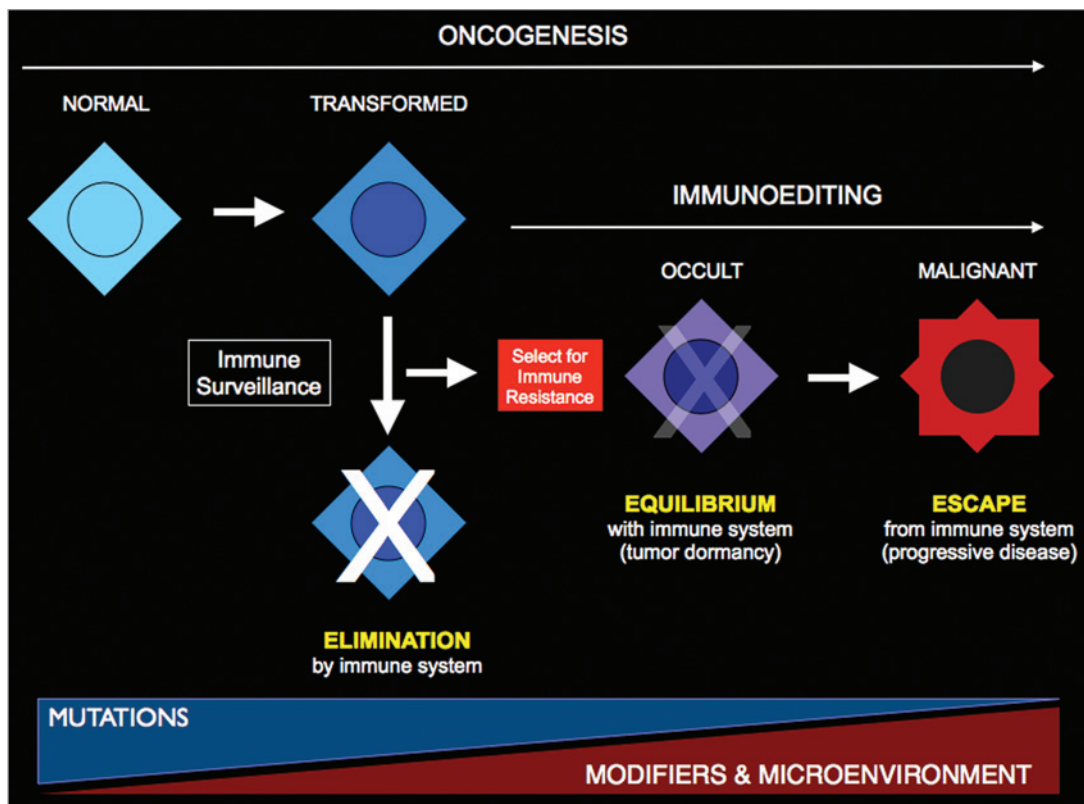 ONCOGENESIS
NORMAL
TRANSFORMED
IMMUNOEDITING
OCCULT
MALIGNANT
Immune
Surveillance
Select for
Immune
Resistance
X
X
EQUILIBRIUM
with immune system
(tumor dormancy)
ESCAPE
from immune system
(progressive disease)
ELIMINATION
by immune system
MUTATIONS
MODIFIERS & MICROENVIRONMENT